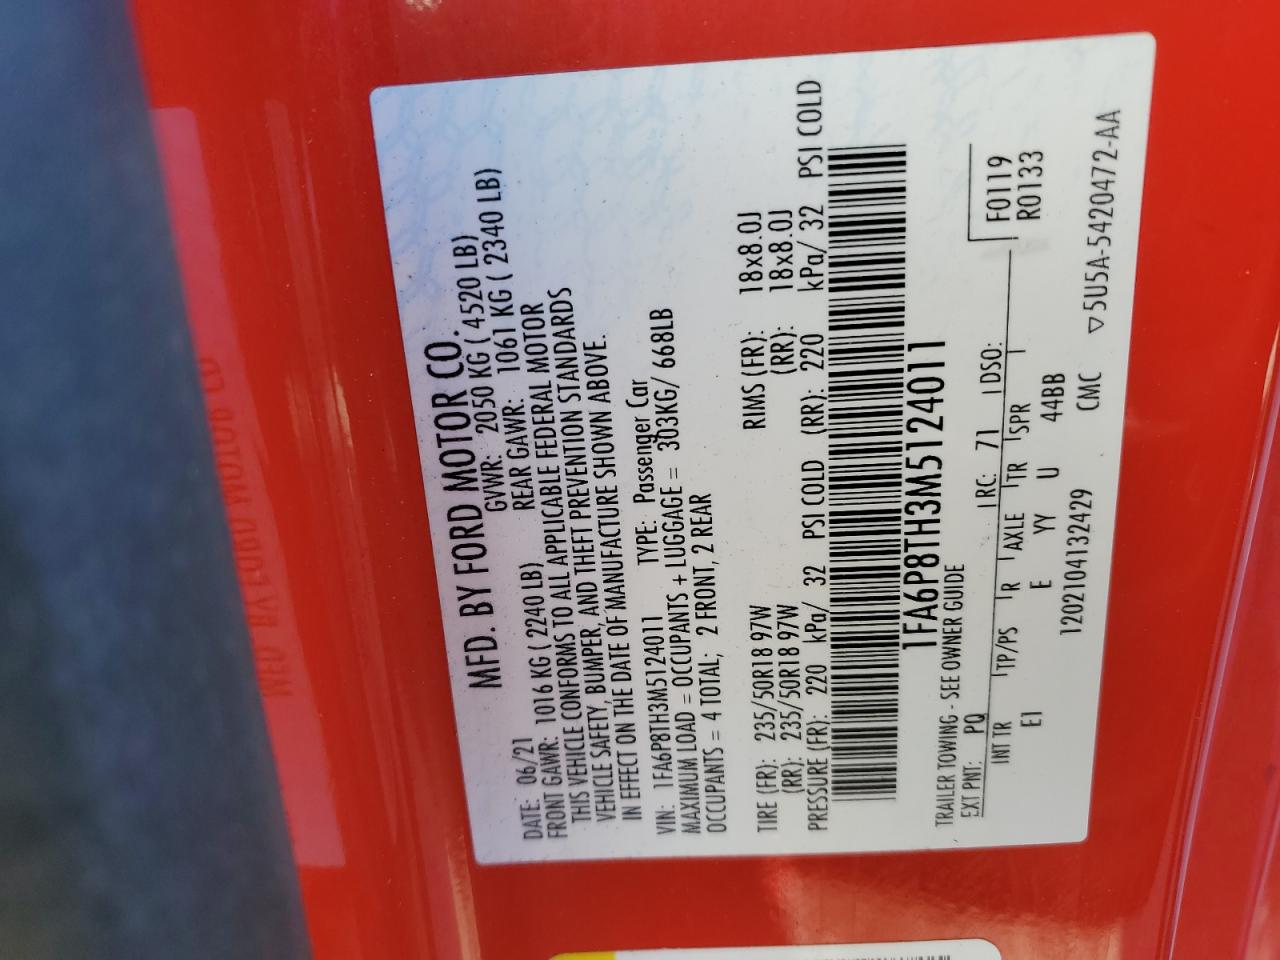 MFD. BY FORD MOTOR CO.
DATE: 06/21 GVWR: 2050 KG ( 4520 LB)
FRONT GAWR: 1016 KG ( 2240 LB) REAR GAWR: 1061 KG ( 2340 LB)
THIS VEHICLE CONFORMS TO ALL APPLICABLE FEDERAL MOTOR
VEHICLE SAFETY, BUMPER, AND THEFT PREVENTION STANDARDS
IN EFFECT ON THE DATE OF MANUFACTURE SHOWN ABOVE.
VIN: 1FA6P8TH3M5124011 TYPE: Passenger Car
MAXIMUM LOAD = OCCUPANTS + LUGGAGE = 303KG/ 668LB
OCCUPANTS = 4 TOTAL; 2 FRONT, 2 REAR
TIRE (FR): 235/50R18 97W RIMS (FR): 18x8.0J
(RR): 235/50R18 97W (RR): 18x8.0J
PRESSURE (FR): 220 kPa/ 32 PSI COLD (RR): 220 kPa/ 32 PSI COLD
1FA6P8TH3M5124011
TRAILER TOWING - SEE OWNER GUIDE
EXT PNT: PQ RC: 71 DSO: F0119
INT TR TP/PS R AXLE TR SPR R0133
EI E YY U 44BB
1202104132429 CMC ▽5U5A-5420472-AA